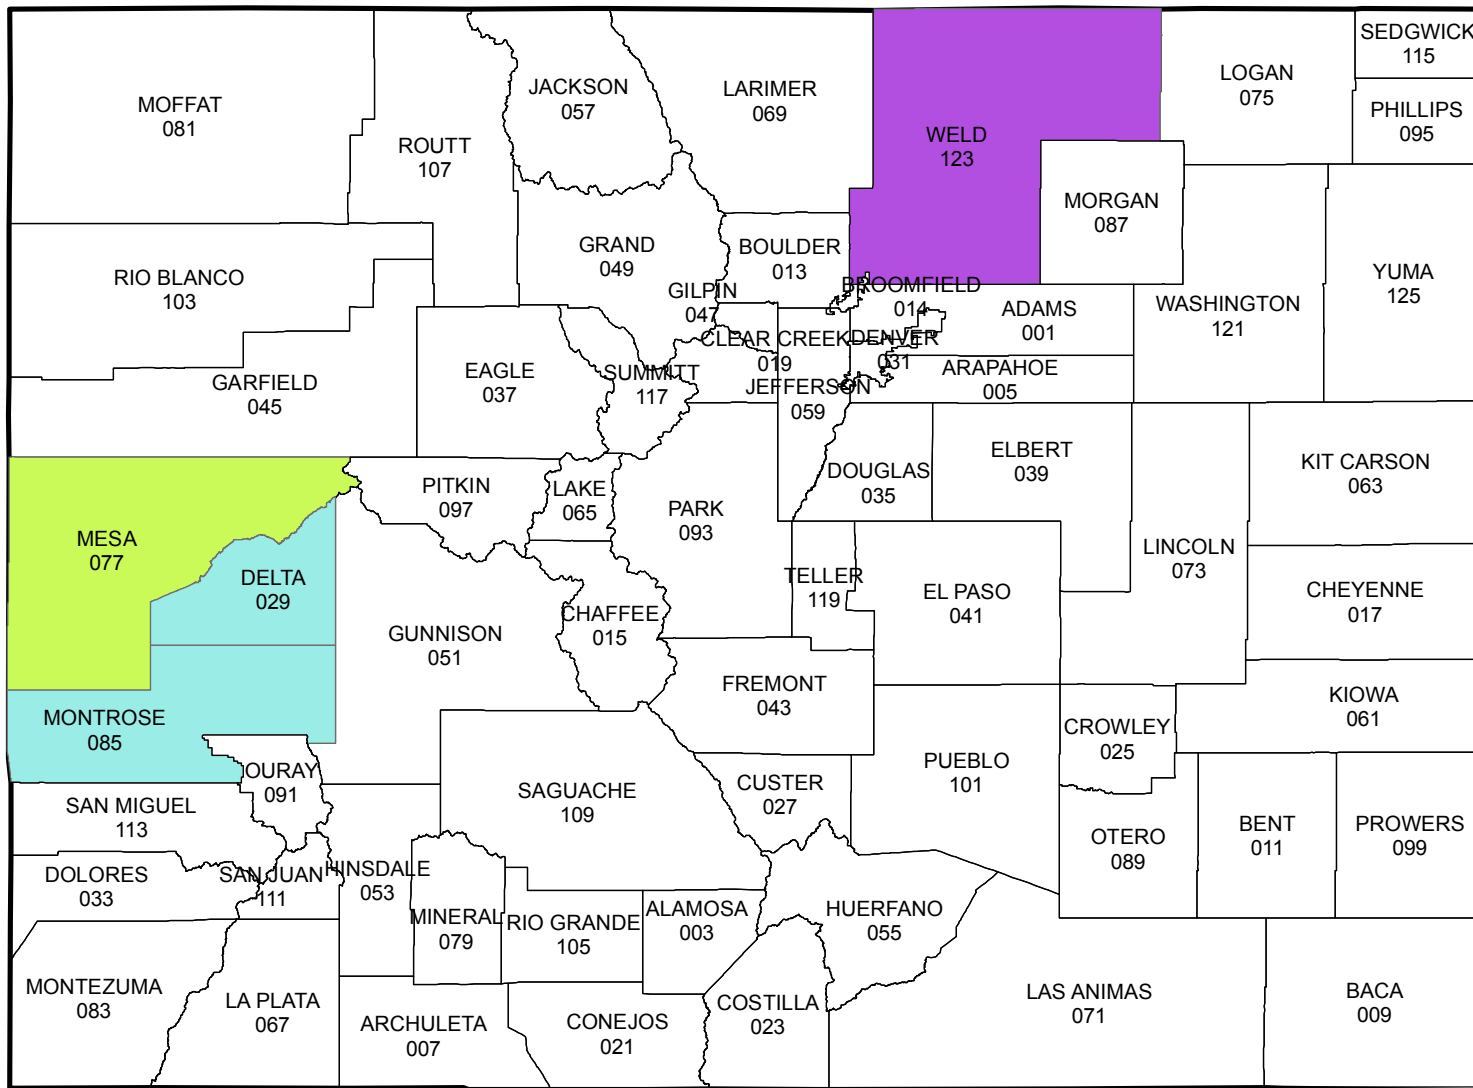 MOFFAT
081
ROUTT
107
JACKSON
057
LARIMER
069
WELD
123
LOGAN
075
SEDGWICK
115
PHILLIPS
095
MORGAN
087
RIO BLANCO
103
GRAND
049
BOULDER
013
GILPIN
047
BROOMFIELD
014
ADAMS
001
WASHINGTON
121
YUMA
125
GARFIELD
045
EAGLE
037
SUMMITT
117
CLEAR CREEK
019
DENVER
031
JEFFERSON
059
ARAPAHOE
005
MESA
077
DELTA
029
PITKIN
097
LAKE
065
PARK
093
DOUGLAS
035
ELBERT
039
KIT CARSON
063
LINCOLN
073
CHEYENNE
017
GUNNISON
051
CHAFFEE
015
TELLER
119
EL PASO
041
MONTROSE
085
FREMONT
043
KIOWA
061
CROWLEY
025
OURAY
091
SAN MIGUEL
113
SAGUACHE
109
CUSTER
027
PUEBLO
101
OTERO
089
BENT
011
PROWERS
099
DOLORES
033
SAN JUAN
111
HINSDALE
053
MINERAL
079
RIO GRANDE
105
ALAMOSA
003
HUERFANO
055
MONTEZUMA
083
LA PLATA
067
ARCHULETA
007
CONEJOS
021
COSTILLA
023
LAS ANIMAS
071
BACA
009